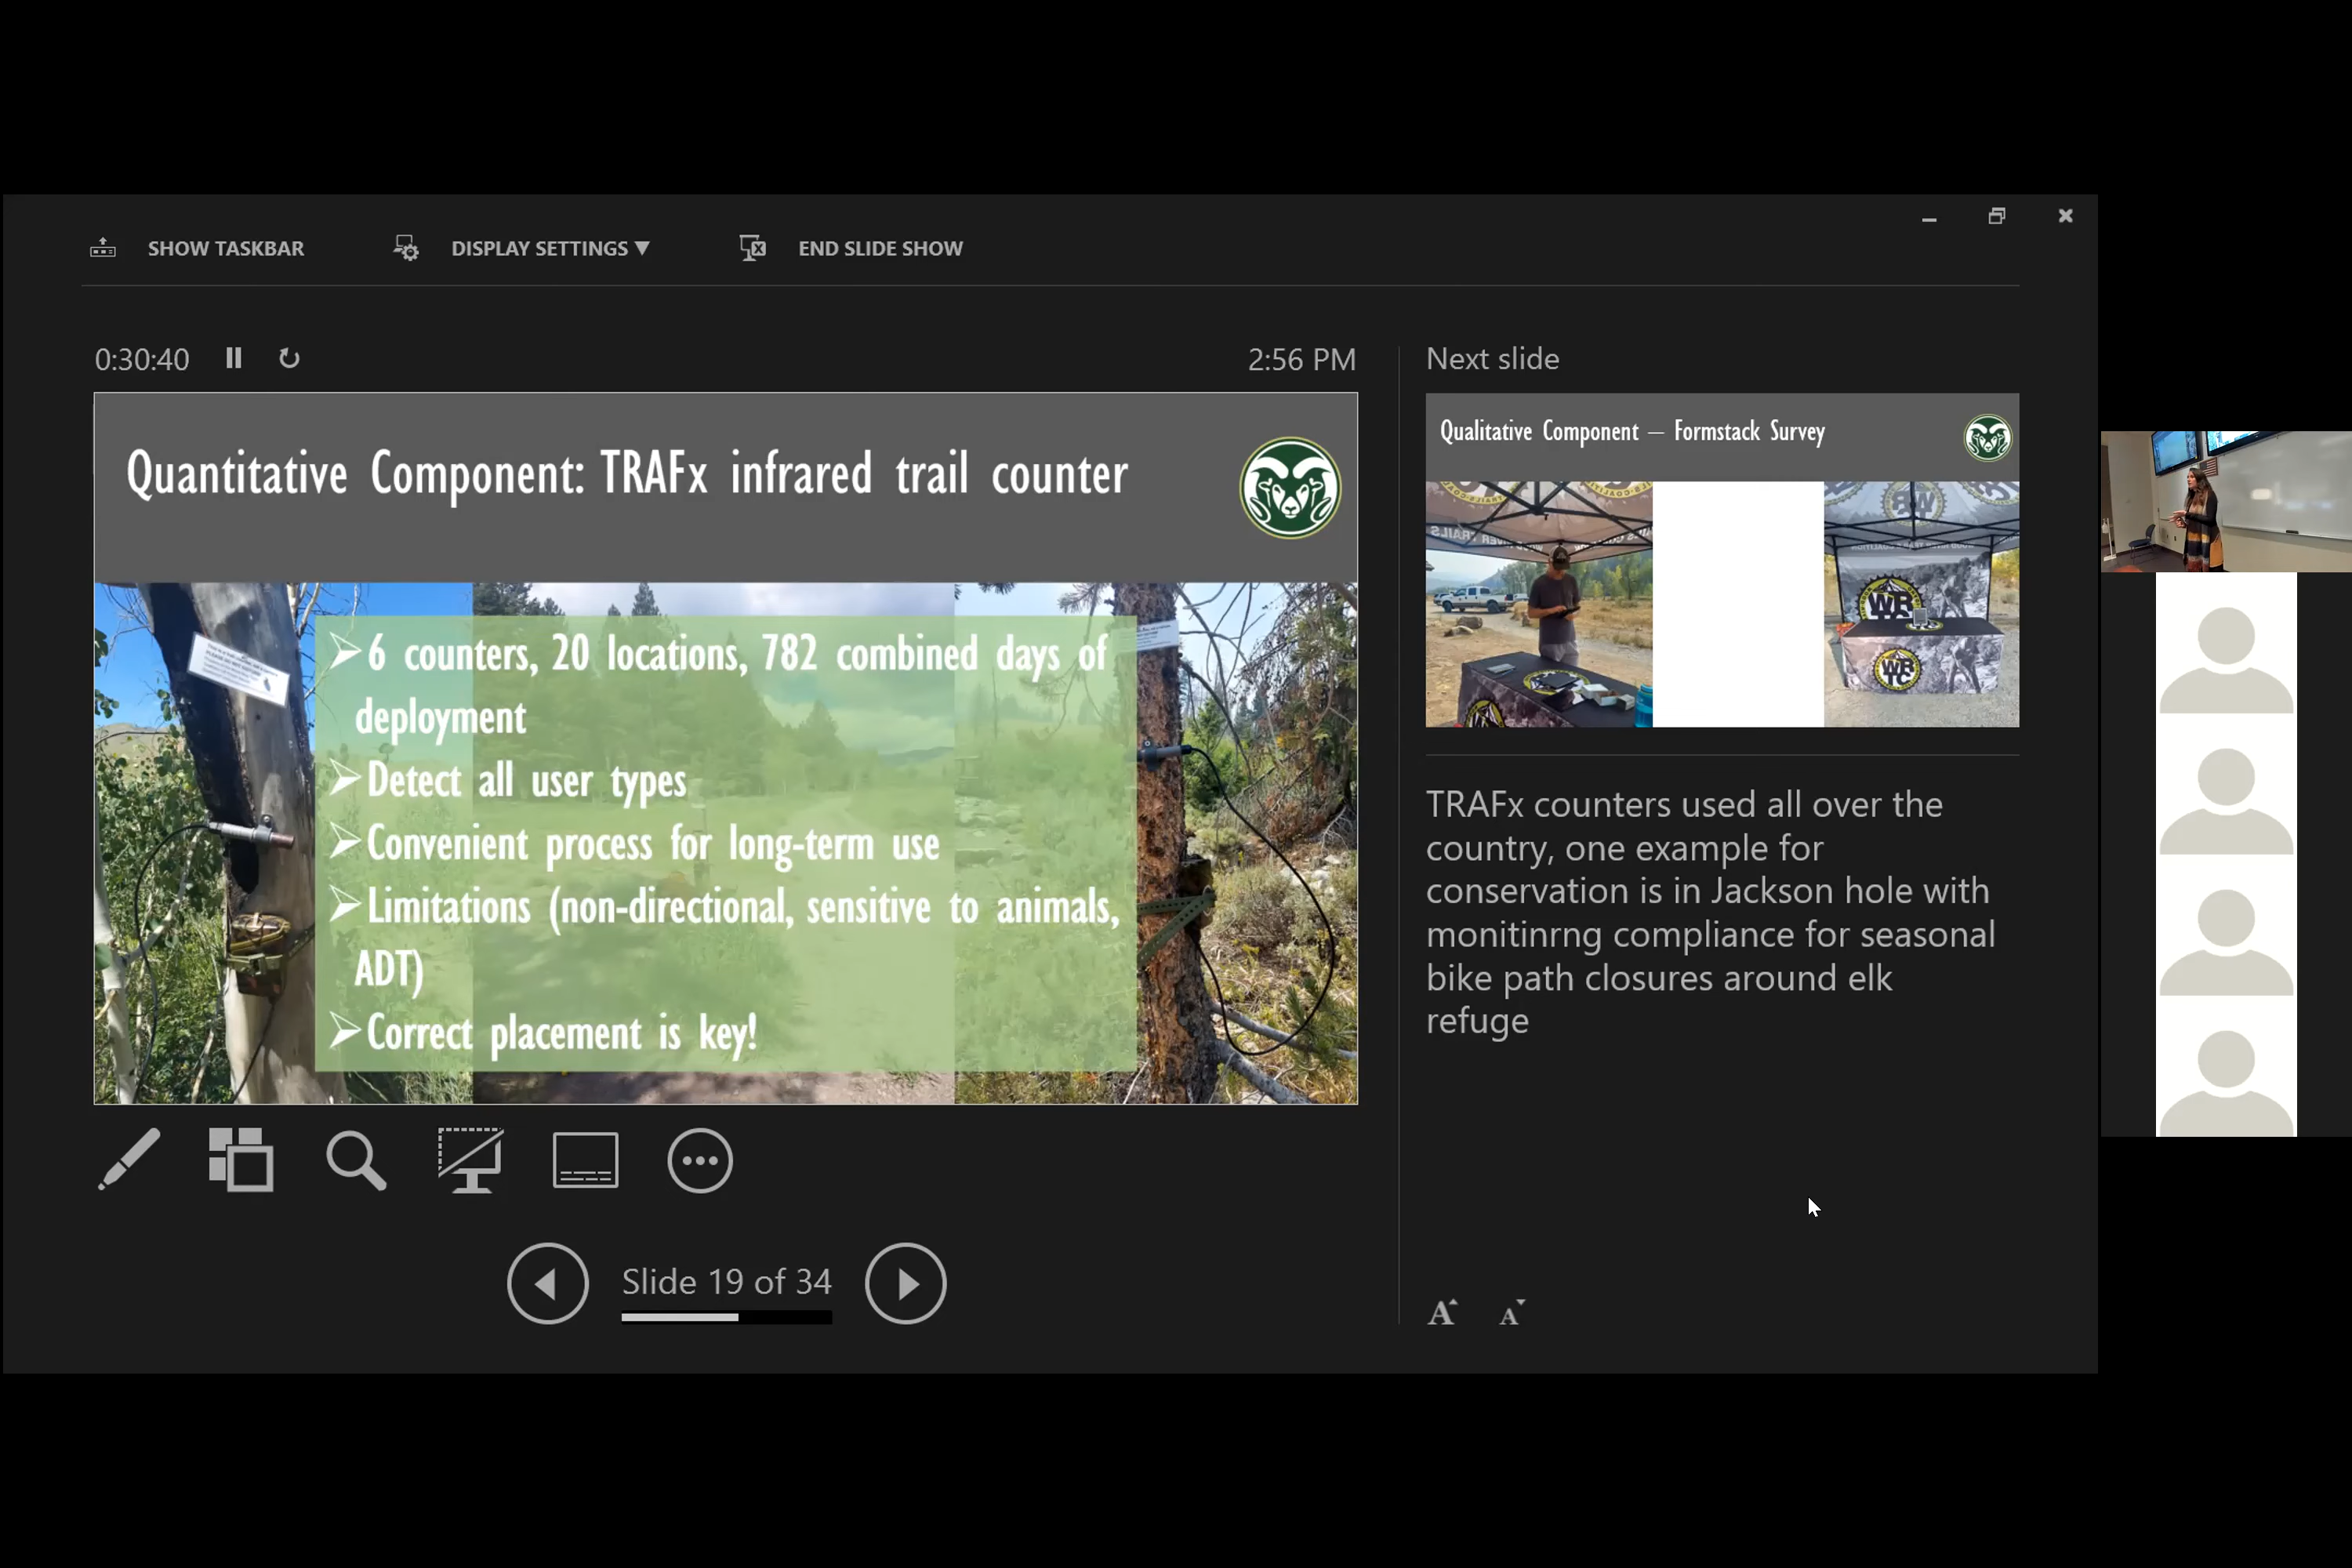 SHOW TASKBAR
DISPLAY SETTINGS ▼
END SLIDE SHOW
0:30:40
2:56 PM
Quantitative Component: TRAFx infrared trail counter
➢6 counters, 20 locations, 782 combined days of
deployment
➢Detect all user types
➢Convenient process for long-term use
➢Limitations (non-directional, sensitive to animals,
ADT)
➢Correct placement is key!
Slide 19 of 34
Next slide
Qualitative Component – Formstack Survey
WR
TC
WR
TC
TRAFx counters used all over the
country, one example for
conservation is in Jackson hole with
monitinrng compliance for seasonal
bike path closures around elk
refuge
A A